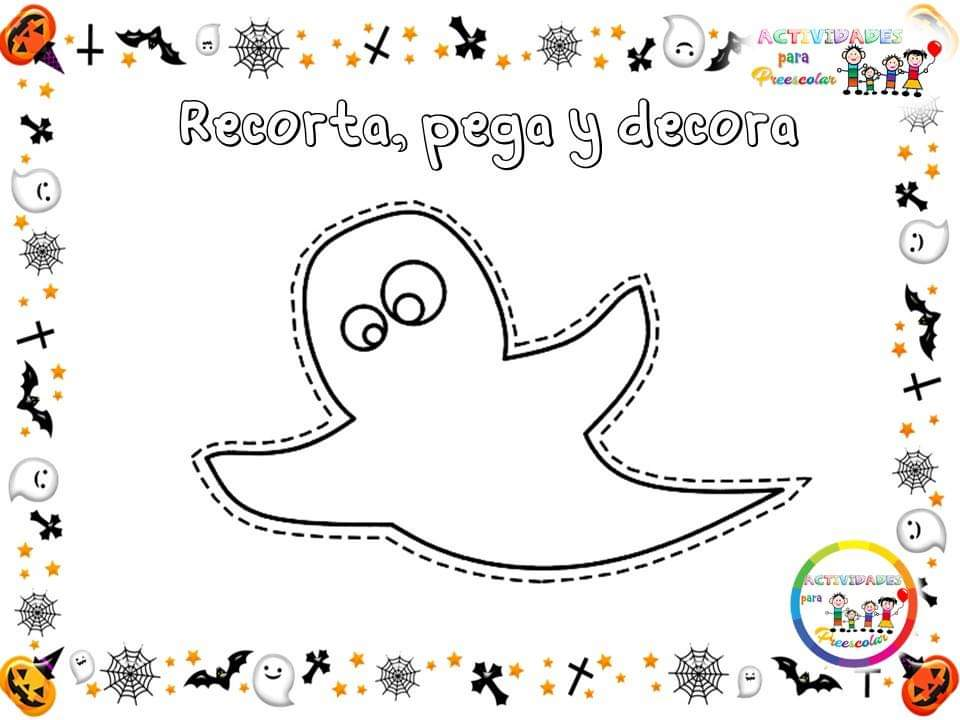 ACTIVIDADES
para
Preescolar
Recorta, pega y decora
ACTIVIDADES
para
Preescolar